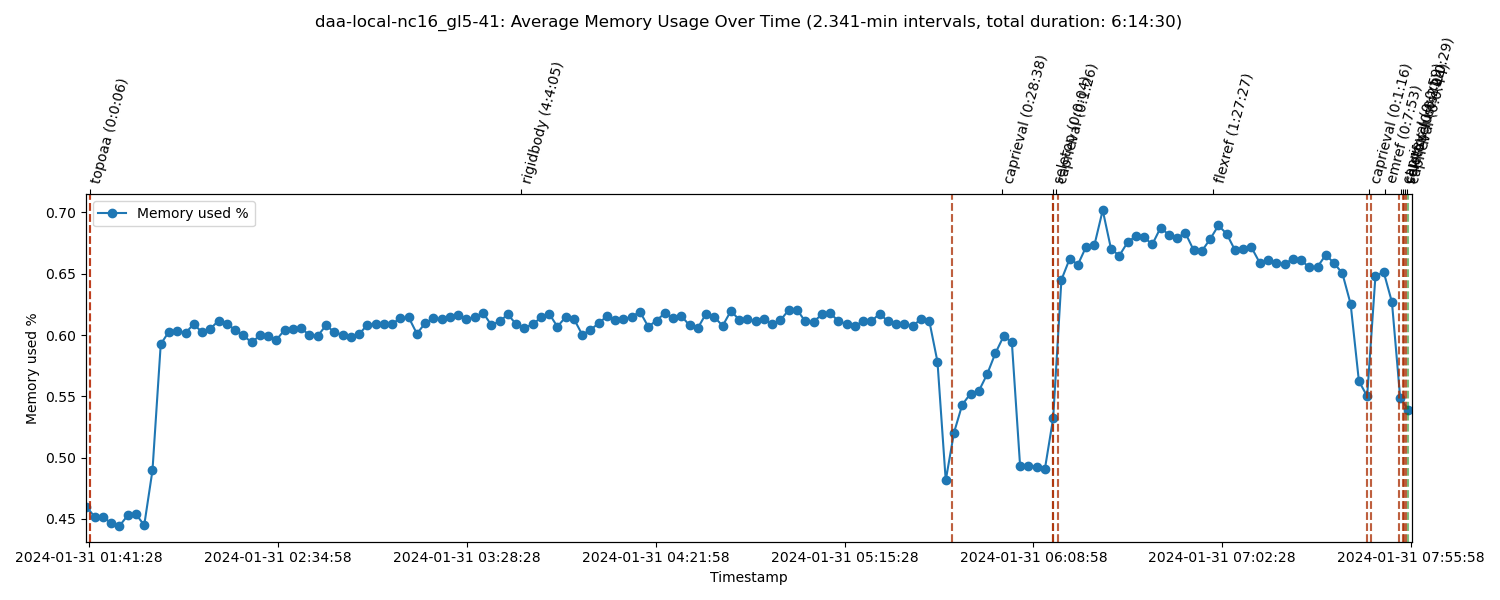 daa-local-nc16_gl5-41: Average Memory Usage Over Time (2.341-min intervals, total duration: 6:14:30)
topoaa (0:0:06)
rigidbody (4:4:05)
caprieval (0:28:38)
caprieval (0:1:26)
flexref (1:27:27)
caprieval (0:1:16)
emref (0:7:53)
Memory used %
0.70
0.65
0.60
0.55
0.50
0.45
Memory used %
2024-01-31 01:41:28
2024-01-31 02:34:58
2024-01-31 03:28:28
2024-01-31 04:21:58
2024-01-31 05:15:28
2024-01-31 06:08:58
2024-01-31 07:02:28
2024-01-31 07:55:58
Timestamp